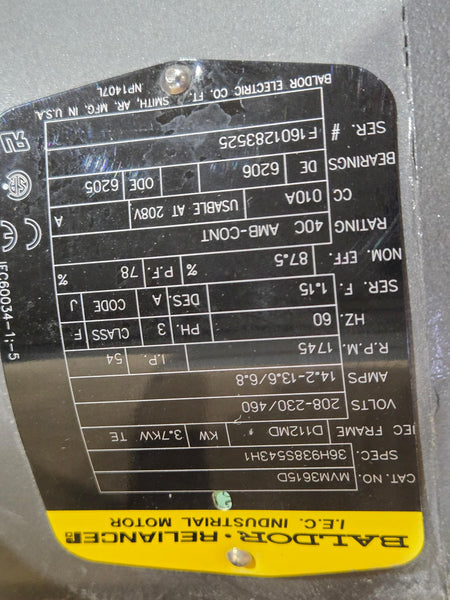 BALDOR • RELIANCE
I.E.C. INDUSTRIAL MOTOR
CAT.NO. MVM3615D
SPEC. 36H938S543H1
IEC FRAME D112MD KW 3.7KW TE
VOLTS 208-230/460
AMPS 14.2-13.6/6.8
R.P.M. 1745 I.P. 54
HZ. 60 PH. 3 CLASS F
SER. F. 1.15 DES. A CODE J
NOM. EFF. 87.5 % P.F. 78 %
RATING 40C AMB-CONT
CC 010A USABLE AT 208V A
BEARINGS DE 6206 ODE 6205
SER. # F1601283525
BALDOR ELECTRIC CO. FT. SMITH, AR. MFG. IN U.S.A.
NP1407L
IEC60034-1:-5
CE